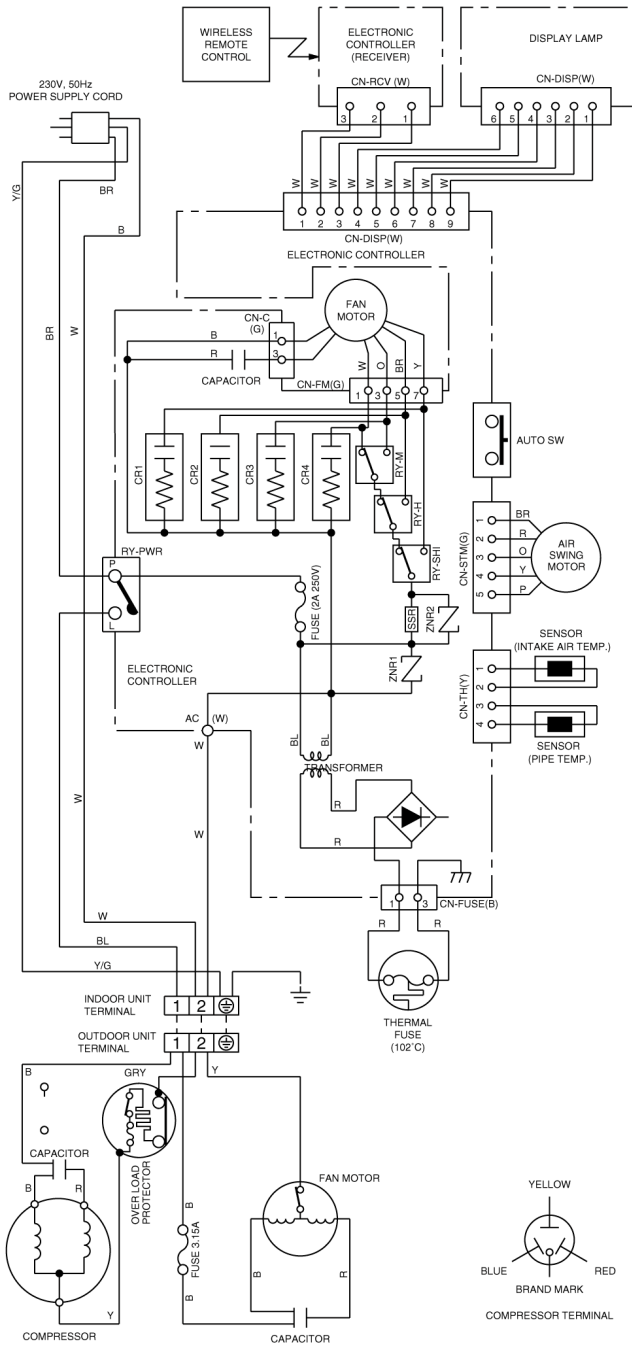 WIRELESS
REMOTE
CONTROL
ELECTRONIC
CONTROLLER
(RECEIVER)
DISPLAY LAMP
CN-RCV (W)
CN-DISP(W)
230V, 50Hz
POWER SUPPLY CORD
3 2 1
6 5 4 3 2 1
Y/G
BR
B
W W W W W W W W W
1 2 3 4 5 6 7 8 9
CN-DISP(W)
ELECTRONIC CONTROLLER
BR
W
CN-C
(G)
FAN
MOTOR
B
1
R
3
CAPACITOR
W O BR Y
CN-FM(G)
1 3 5 7
AUTO SW
CR1
CR2
CR3
CR4
RY-M
RY-H
RY-SHI
CN-STM(G)
1 BR
2 R
3 O
4 Y
5 P
AIR
SWING
MOTOR
RY-PWR
P
L
FUSE (2A 250V)
SSR
ZNR2
ZNR1
SENSOR
(INTAKE AIR TEMP.)
CN-TH(Y)
1
2
3
4
SENSOR
(PIPE TEMP.)
ELECTRONIC
CONTROLLER
AC (W)
W
BL
BL
TRANSFORMER
R
R
W
W
CN-FUSE(B)
1 3
R R
THERMAL
FUSE
(102°C)
W
BL
Y/G
INDOOR UNIT
TERMINAL
1 2
OUTDOOR UNIT
TERMINAL
1 2
B
GRY
Y
OVER LOAD
PROTECTOR
CAPACITOR
B R
Y
COMPRESSOR
B
FUSE 3.15A
B
FAN MOTOR
B
R
CAPACITOR
YELLOW
BLUE
RED
BRAND MARK
COMPRESSOR TERMINAL